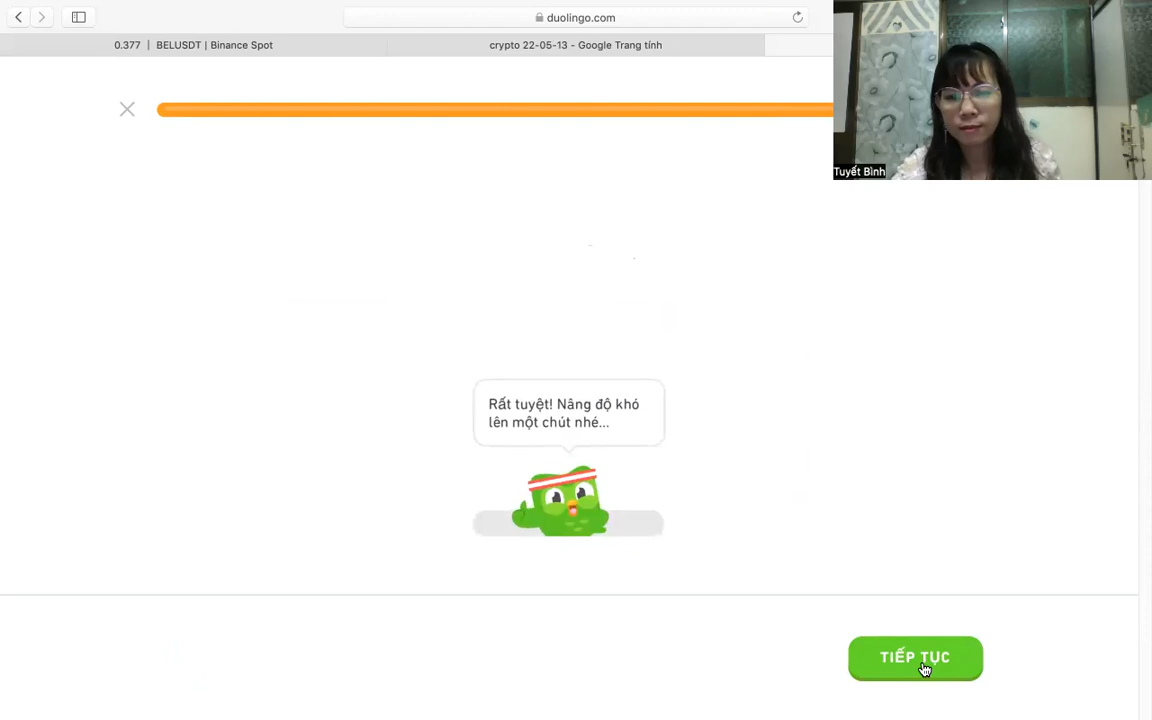 duolingo.com
0.377 | BELUSDT | Binance Spot
crypto 22-05-13 - Google Trang tính
Tuyết Bình
Rất tuyệt! Nâng độ khó
lên một chút nhé...
TIẾP TỤC